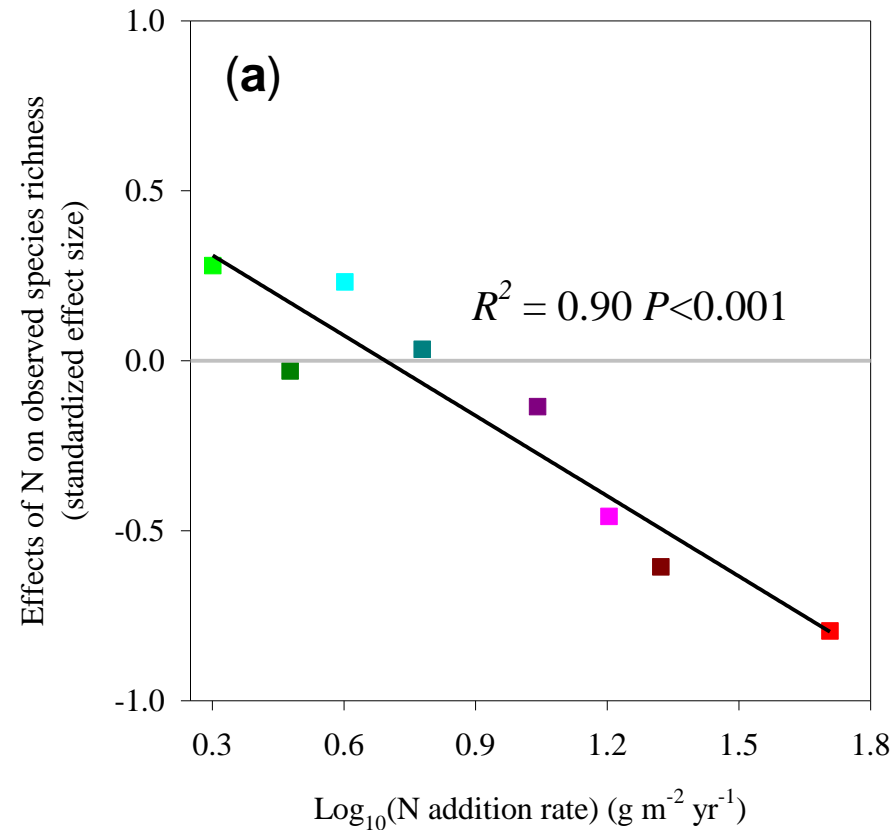 (a)
1.0
0.5
0.0
-0.5
-1.0
Effects of N on observed species richness
(standardized effect size)
R² = 0.90 P<0.001
0.3 0.6 0.9 1.2 1.5 1.8
Log₁₀(N addition rate) (g m⁻² yr⁻¹)